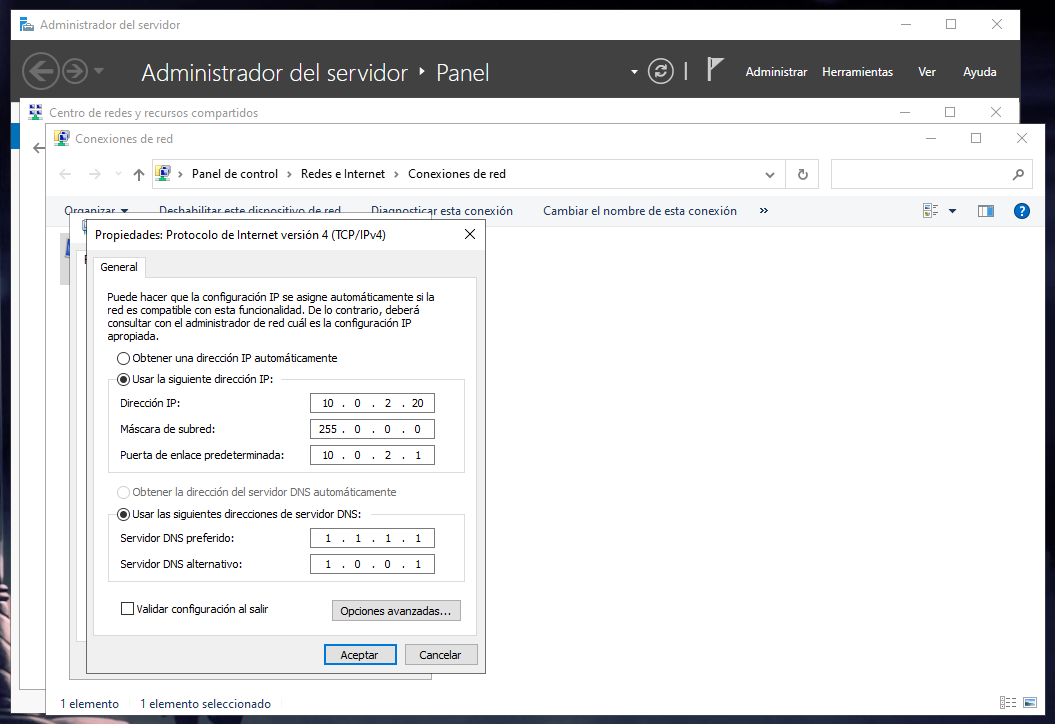 Administrador del servidor
Administrador del servidor
Panel
Administrar
Herramientas
Ver
Ayuda
Centro de redes y recursos compartidos
Conexiones de red
Panel de control
Redes e Internet
Conexiones de red
Organizar
Deshabilitar este dispositivo de red
Diagnosticar esta conexión
Cambiar el nombre de esta conexión
»
Propiedades: Protocolo de Internet versión 4 (TCP/IPv4)
General
Puede hacer que la configuración IP se asigne automáticamente si la
red es compatible con esta funcionalidad. De lo contrario, deberá
consultar con el administrador de red cuál es la configuración IP
apropiada.
Obtener una dirección IP automáticamente
Usar la siguiente dirección IP:
Dirección IP: 10 . 0 . 2 . 20
Máscara de subred: 255 . 0 . 0 . 0
Puerta de enlace predeterminada: 10 . 0 . 2 . 1
Obtener la dirección del servidor DNS automáticamente
Usar las siguientes direcciones de servidor DNS:
Servidor DNS preferido: 1 . 1 . 1 . 1
Servidor DNS alternativo: 1 . 0 . 0 . 1
Validar configuración al salir
Opciones avanzadas...
Aceptar
Cancelar
1 elemento
1 elemento seleccionado